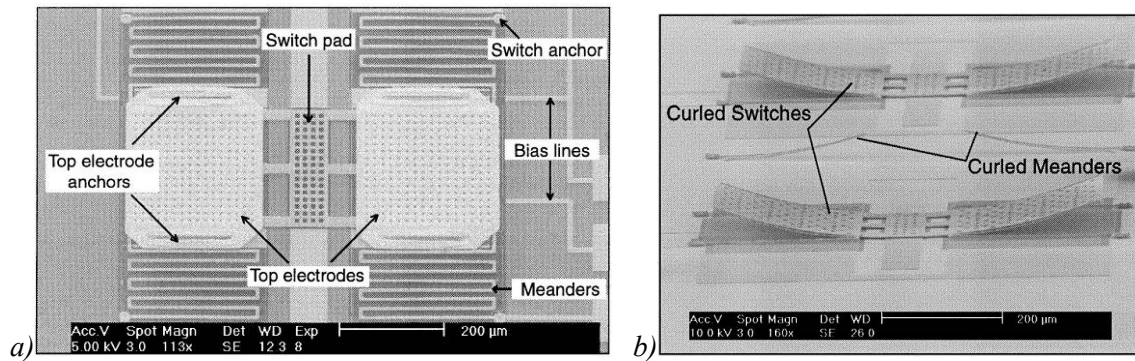 Switch pad
Switch anchor
Top electrode
anchors
Bias lines
Top electrodes
Meanders
Acc.V Spot Magn Det WD Exp
5.00 kV 3.0 113x SE 12.3 8
200 µm
a)
Curled Switches
Curled Meanders
Acc.V Spot Magn Det WD
10.0 kV 3.0 160x SE 26.0
200 µm
b)